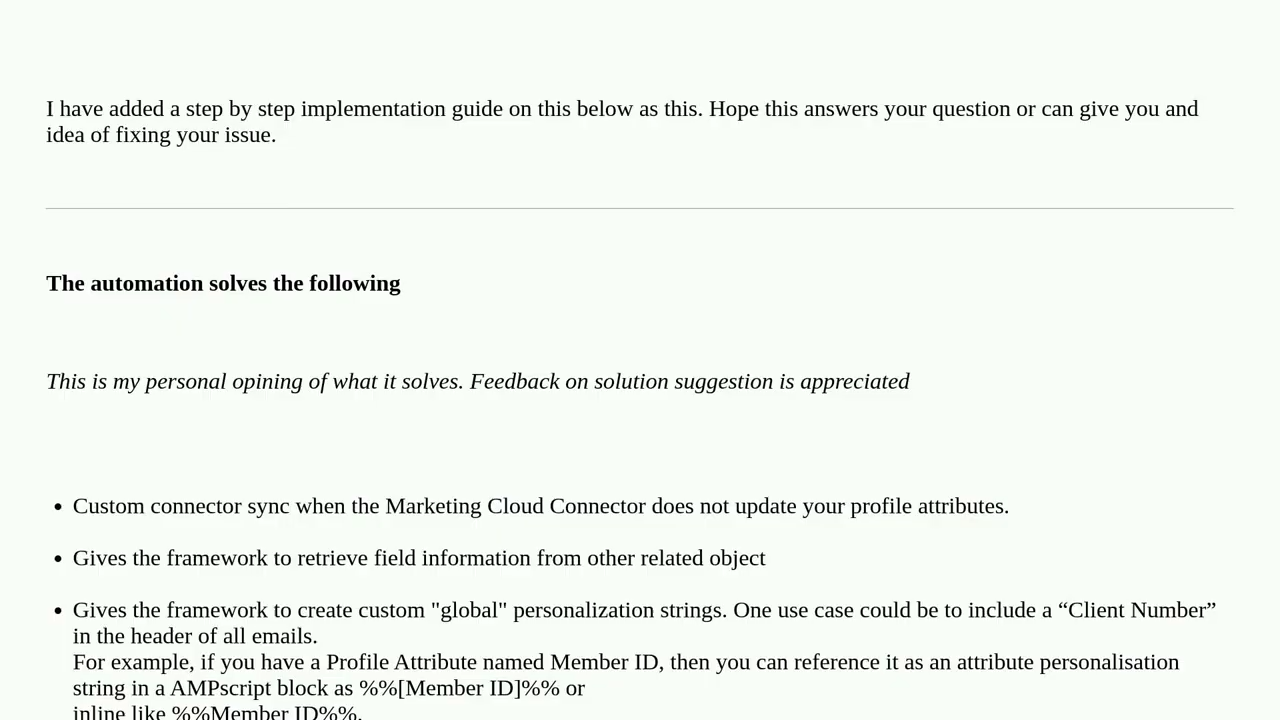 I have added a step by step implementation guide on this below as this. Hope this answers your question or can give you and
idea of fixing your issue.
The automation solves the following
This is my personal opining of what it solves. Feedback on solution suggestion is appreciated
• Custom connector sync when the Marketing Cloud Connector does not update your profile attributes.
• Gives the framework to retrieve field information from other related object
• Gives the framework to create custom "global" personalization strings. One use case could be to include a “Client Number”
in the header of all emails.
For example, if you have a Profile Attribute named Member ID, then you can reference it as an attribute personalisation
string in a AMPscript block as %%[Member ID]%% or
inline like %%Member ID%%.